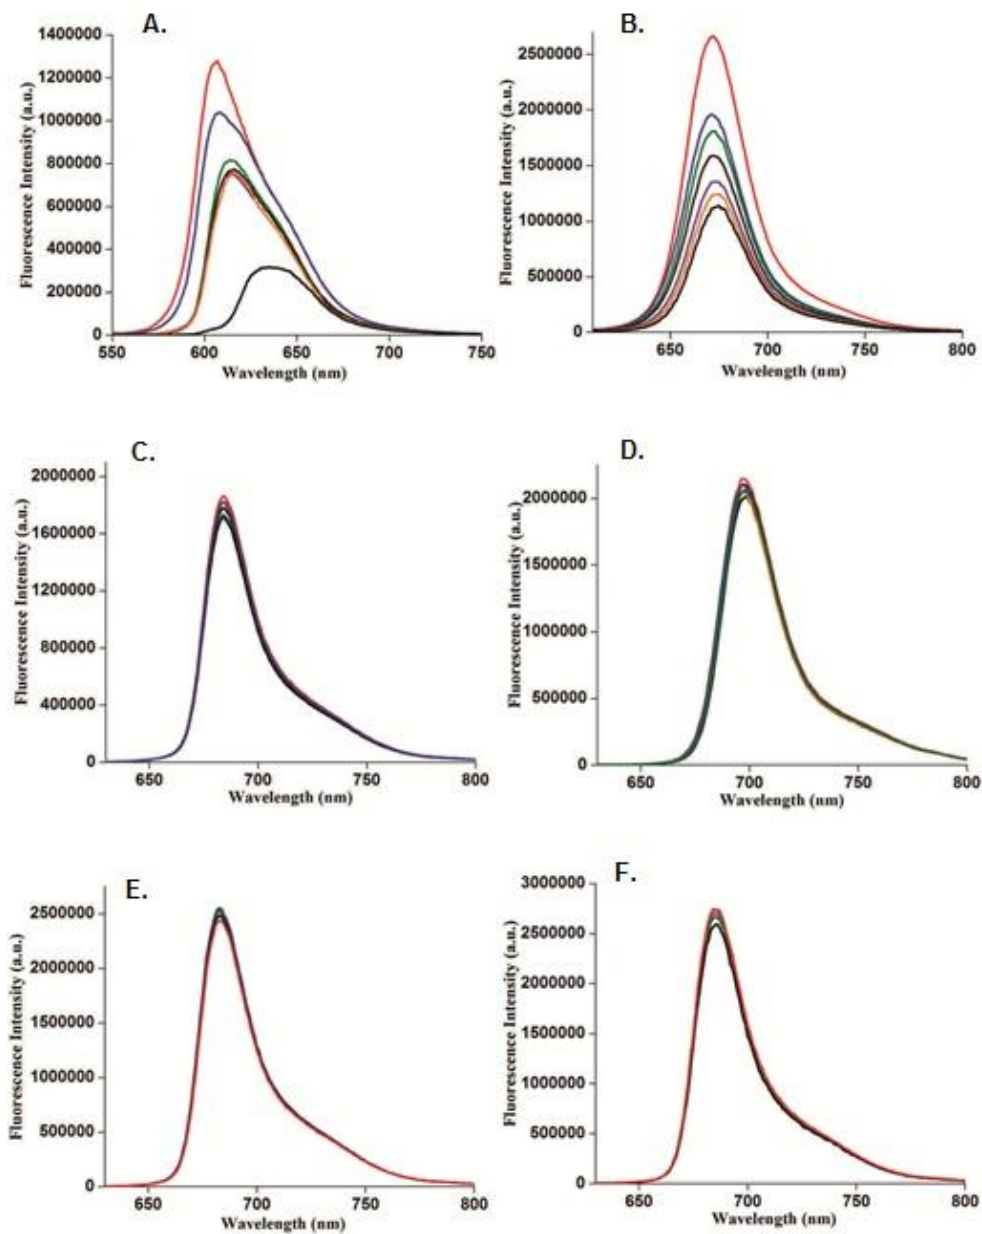 A.
Fluorescence Intensity (a.u.)
1400000
1200000
1000000
800000
600000
400000
200000
0
550 600 650 700 750
Wavelength (nm)
B.
Fluorescence Intensity (a.u.)
2500000
2000000
1500000
1000000
500000
0
650 700 750 800
Wavelength (nm)
C.
Fluorescence Intensity (a.u.)
2000000
1600000
1200000
800000
400000
0
650 700 750 800
Wavelength (nm)
D.
Fluorescence Intensity (a.u.)
2000000
1500000
1000000
500000
0
650 700 750 800
Wavelength (nm)
E.
Fluorescence Intensity (a.u.)
2500000
2000000
1500000
1000000
500000
0
650 700 750 800
Wavelength (nm)
F.
Fluorescence Intensity (a.u.)
3000000
2500000
2000000
1500000
1000000
500000
0
650 700 750 800
Wavelength (nm)